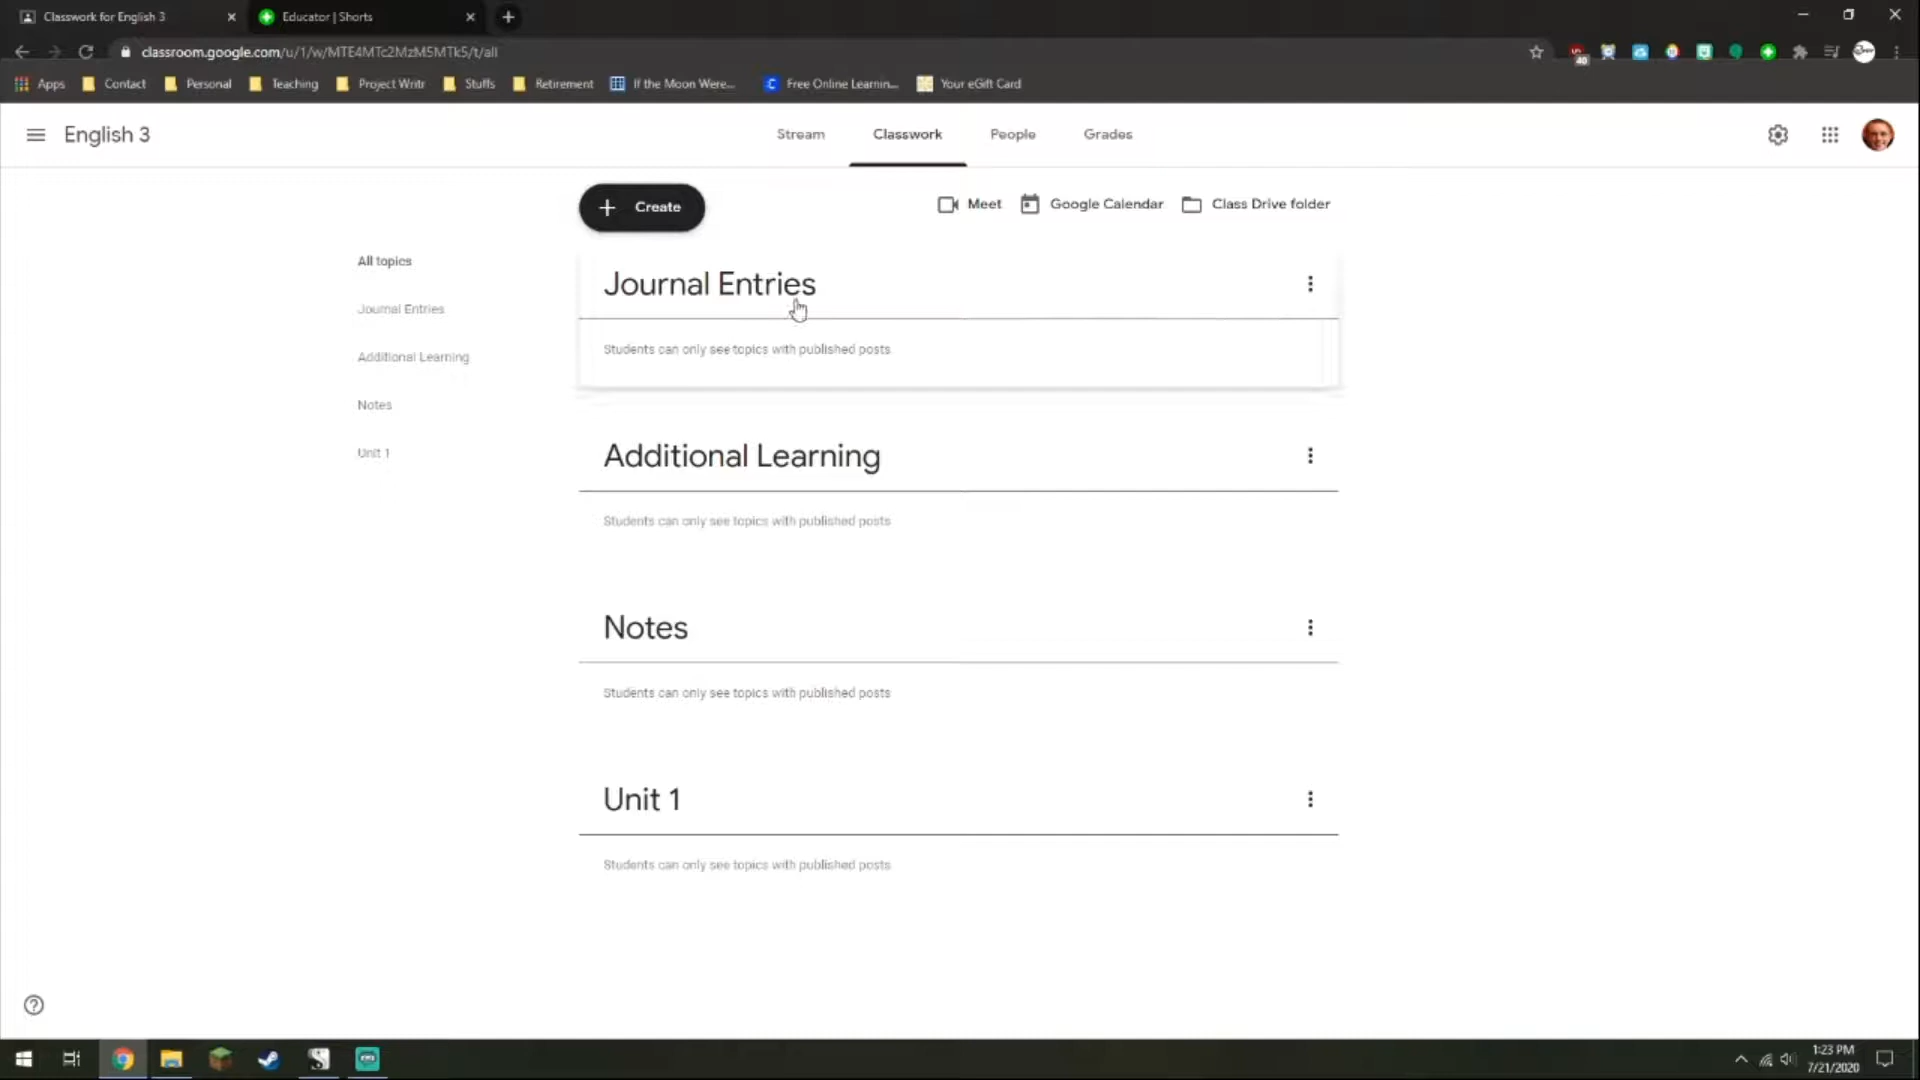 Classwork for English 3
Educator | Shorts
classroom.google.com/u/1/w/MTE4MTc2MzM5MTk5/t/all
40
Apps
Contact
Personal
Teaching
Project Writr
Stuffs
Retirement
If the Moon Were...
Free Online Learnin...
Your eGift Card
English 3
Stream
Classwork
People
Grades
Create
Meet
Google Calendar
Class Drive folder
All topics
Journal Entries
Additional Learning
Notes
Unit 1
Journal Entries
Students can only see topics with published posts
Additional Learning
Students can only see topics with published posts
Notes
Students can only see topics with published posts
Unit 1
Students can only see topics with published posts
1:23 PM
7/21/2020